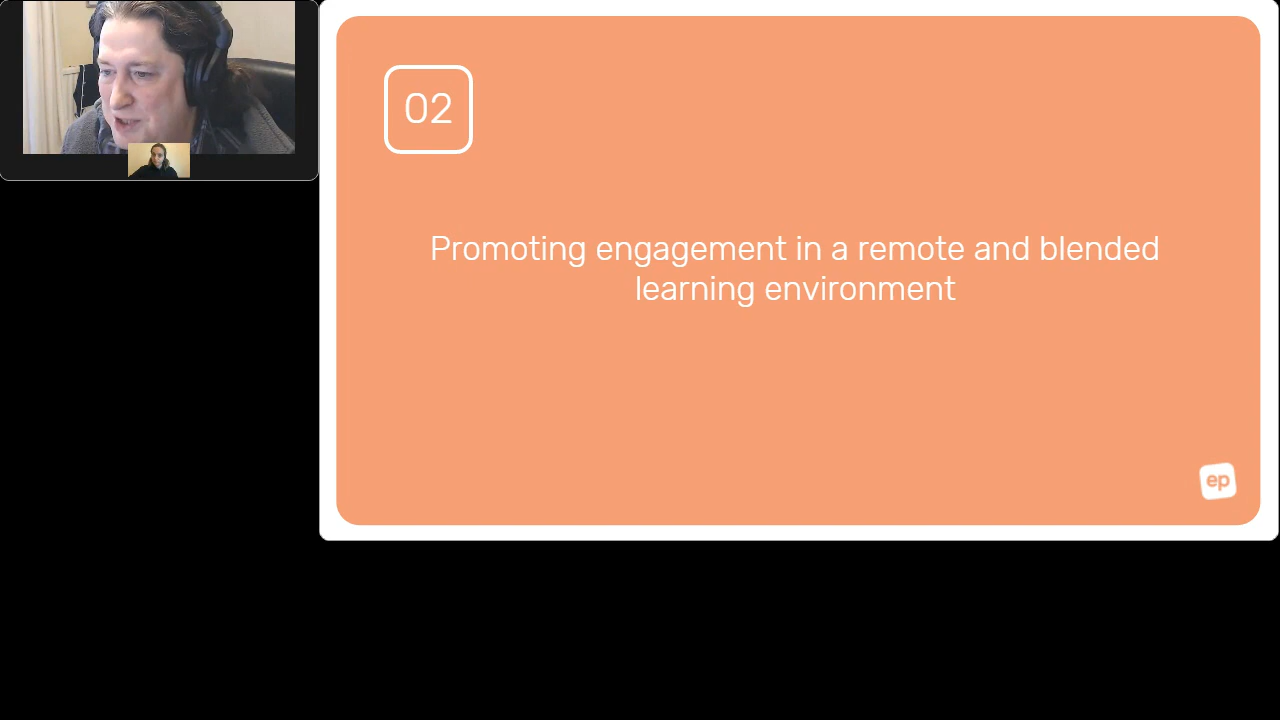 02
Promoting engagement in a remote and blended
learning environment
ep